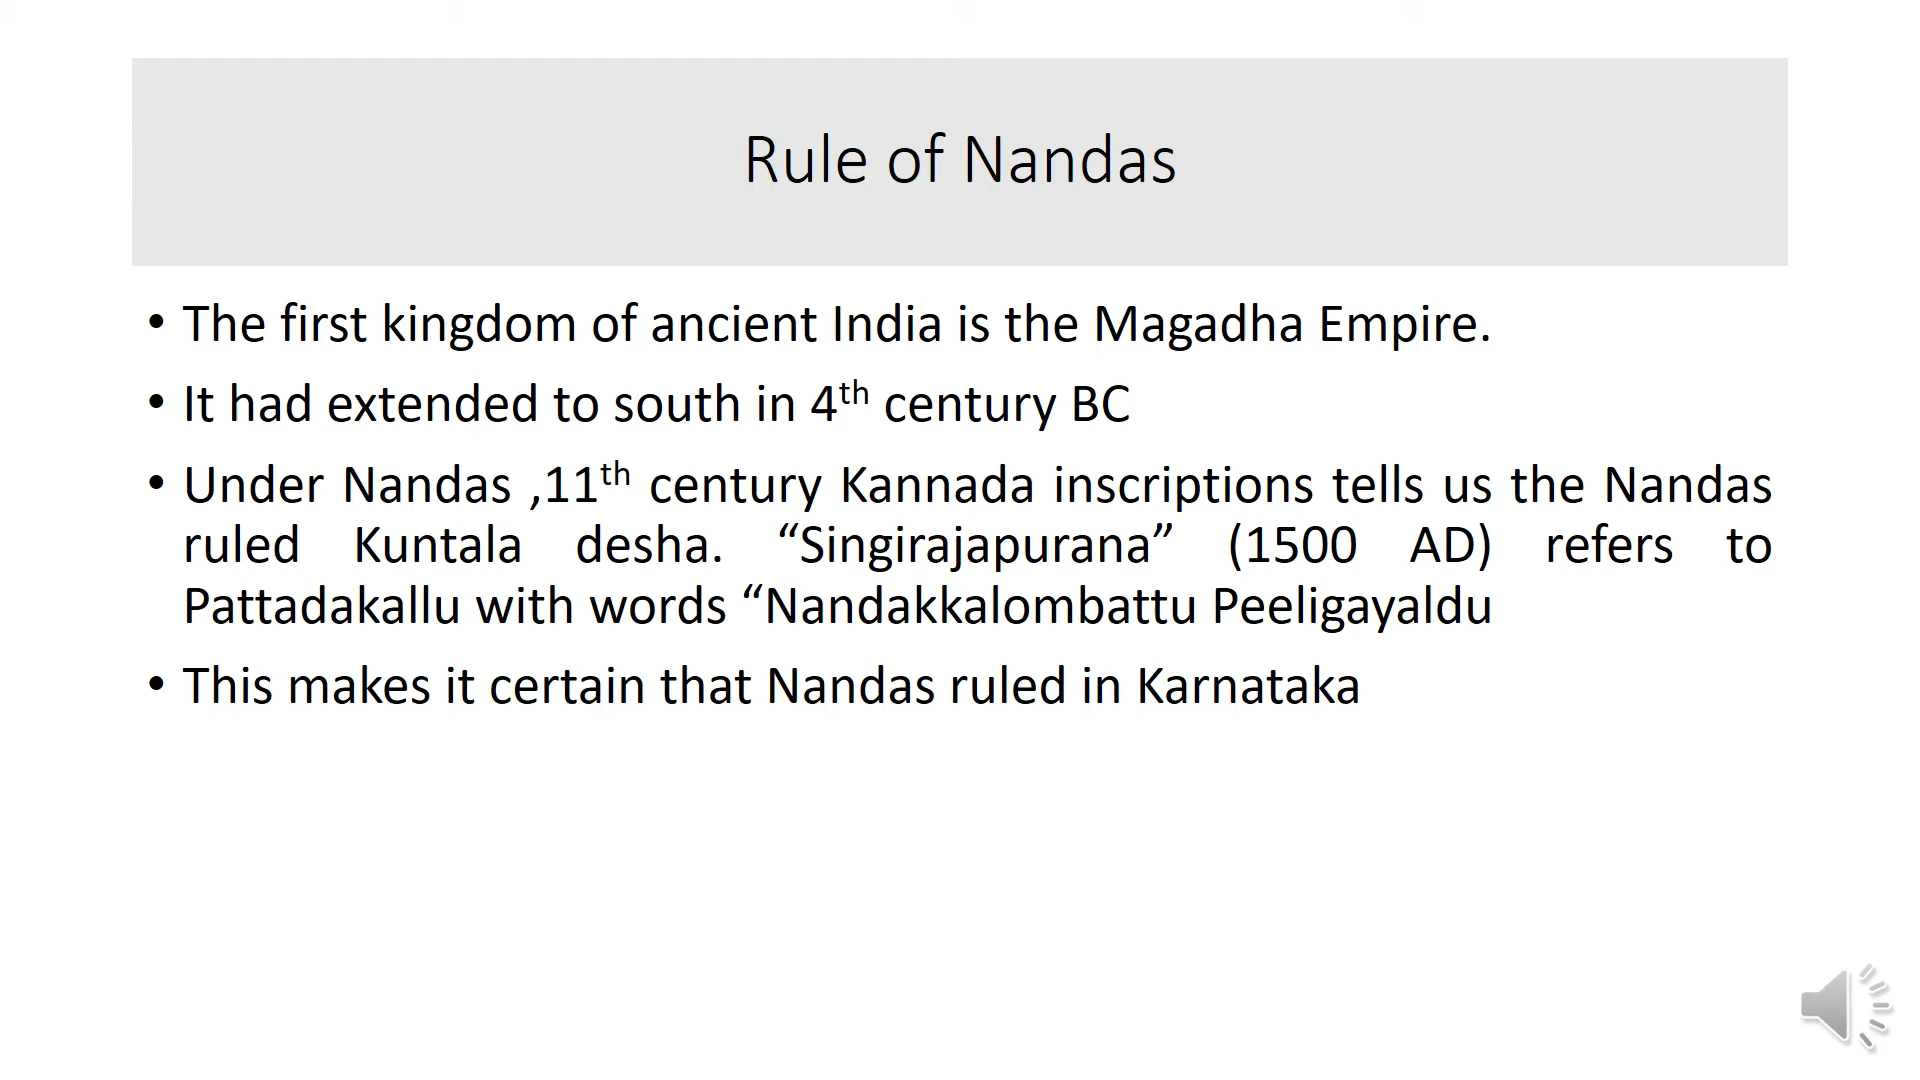 Rule of Nandas
• The first kingdom of ancient India is the Magadha Empire.
• It had extended to south in 4th century BC
• Under Nandas ,11th century Kannada inscriptions tells us the Nandas
ruled Kuntala desha. “Singirajapurana” (1500 AD) refers to
Pattadakallu with words “Nandakkalombattu Peeligayaldu
• This makes it certain that Nandas ruled in Karnataka